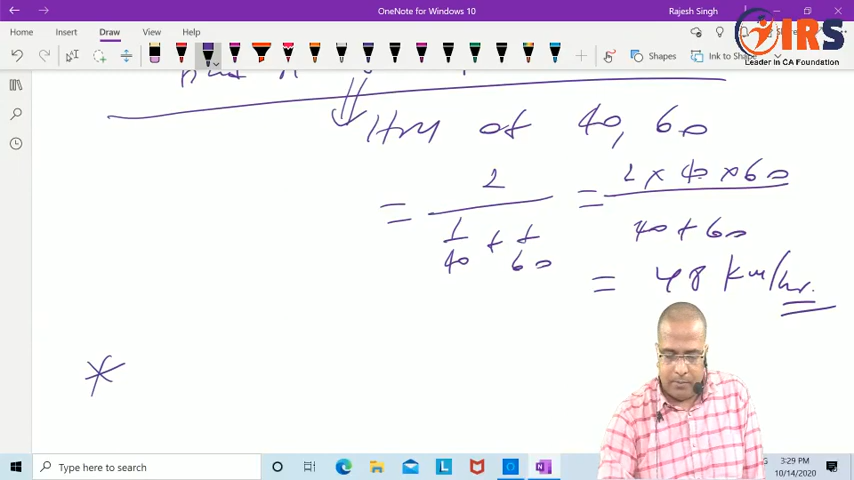 OneNote for Windows 10
Rajesh Singh
Home Insert Draw View
Shapes
Ink to
IRS
Leader in CA Foundation
HM of 40, 60
= 2 / (1/40 + 1/60) = 2 x 40 x 60 / 40 + 60
= 48 km/hr.
*
Type here to search
3:29 PM
10/14/2020